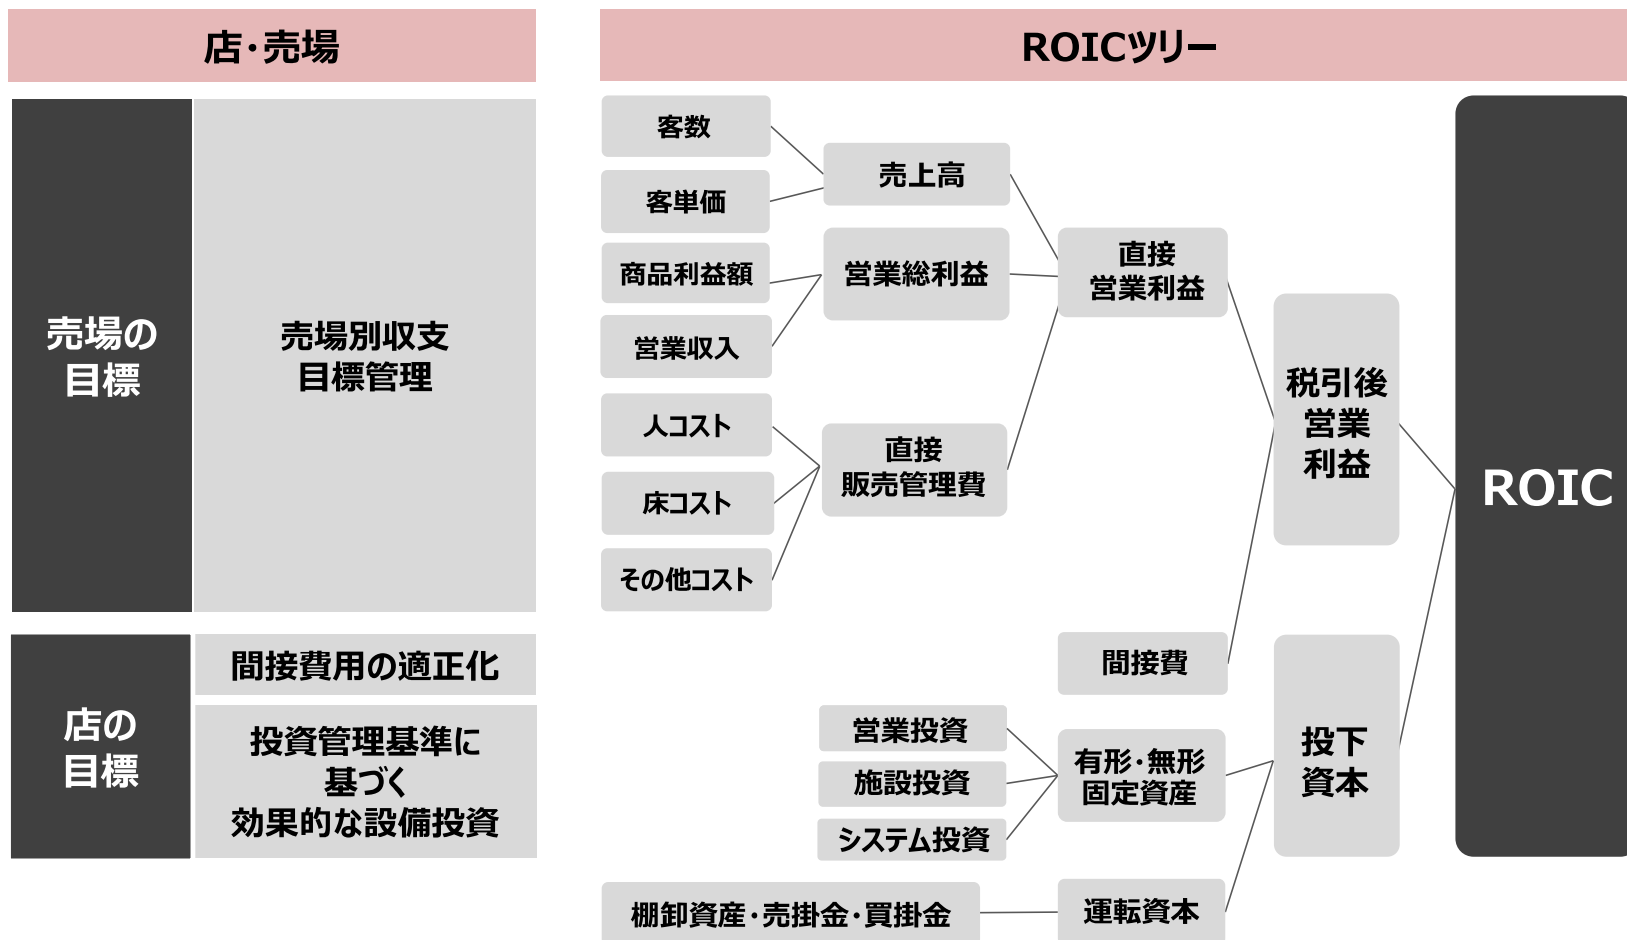 店・売場
売場の
目標
売場別収支
目標管理
店の
目標
間接費用の適正化
投資管理基準に
基づく
効果的な設備投資
ROICツリー
客数
客単価
商品利益額
営業収入
人コスト
床コスト
その他コスト
売上高
営業総利益
直接
販売管理費
直接
営業利益
間接費
営業投資
施設投資
システム投資
有形・無形
固定資産
棚卸資産・売掛金・買掛金
運転資本
税引後
営業
利益
投下
資本
ROIC